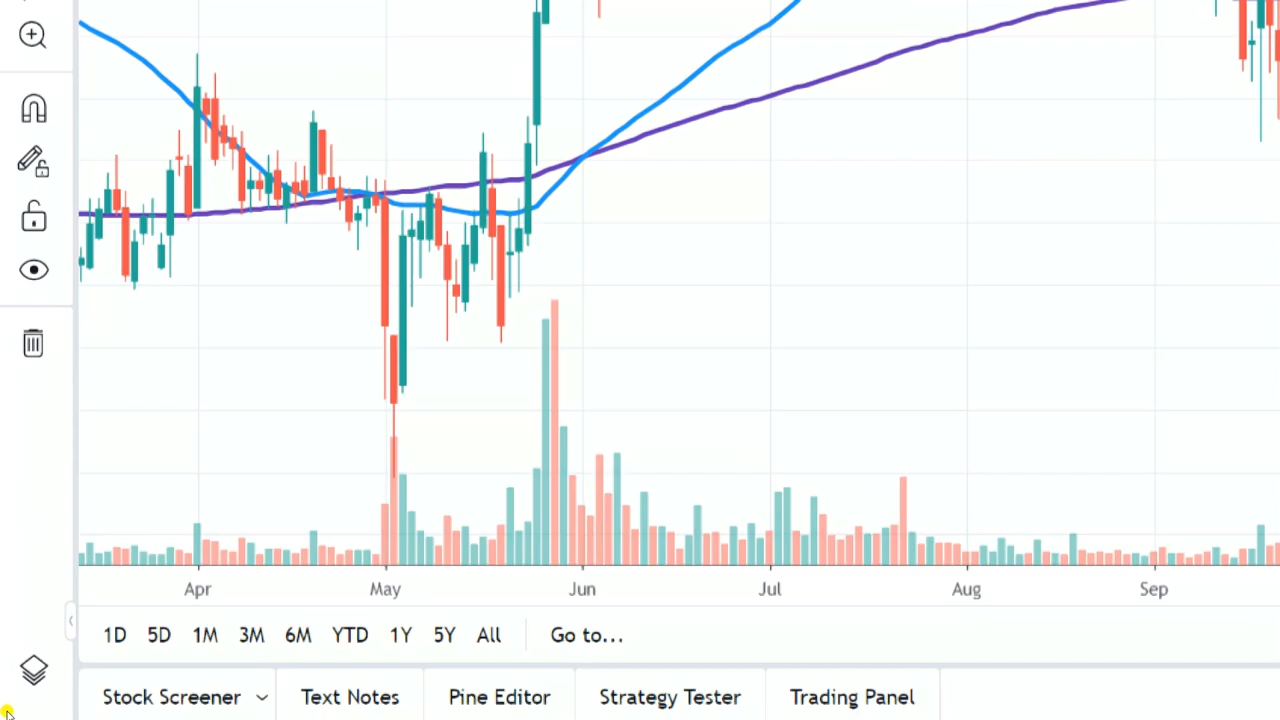 Apr May Jun Jul Aug Sep
1D 5D 1M 3M 6M YTD 1Y 5Y All Go to...
Stock Screener Text Notes Pine Editor Strategy Tester Trading Panel